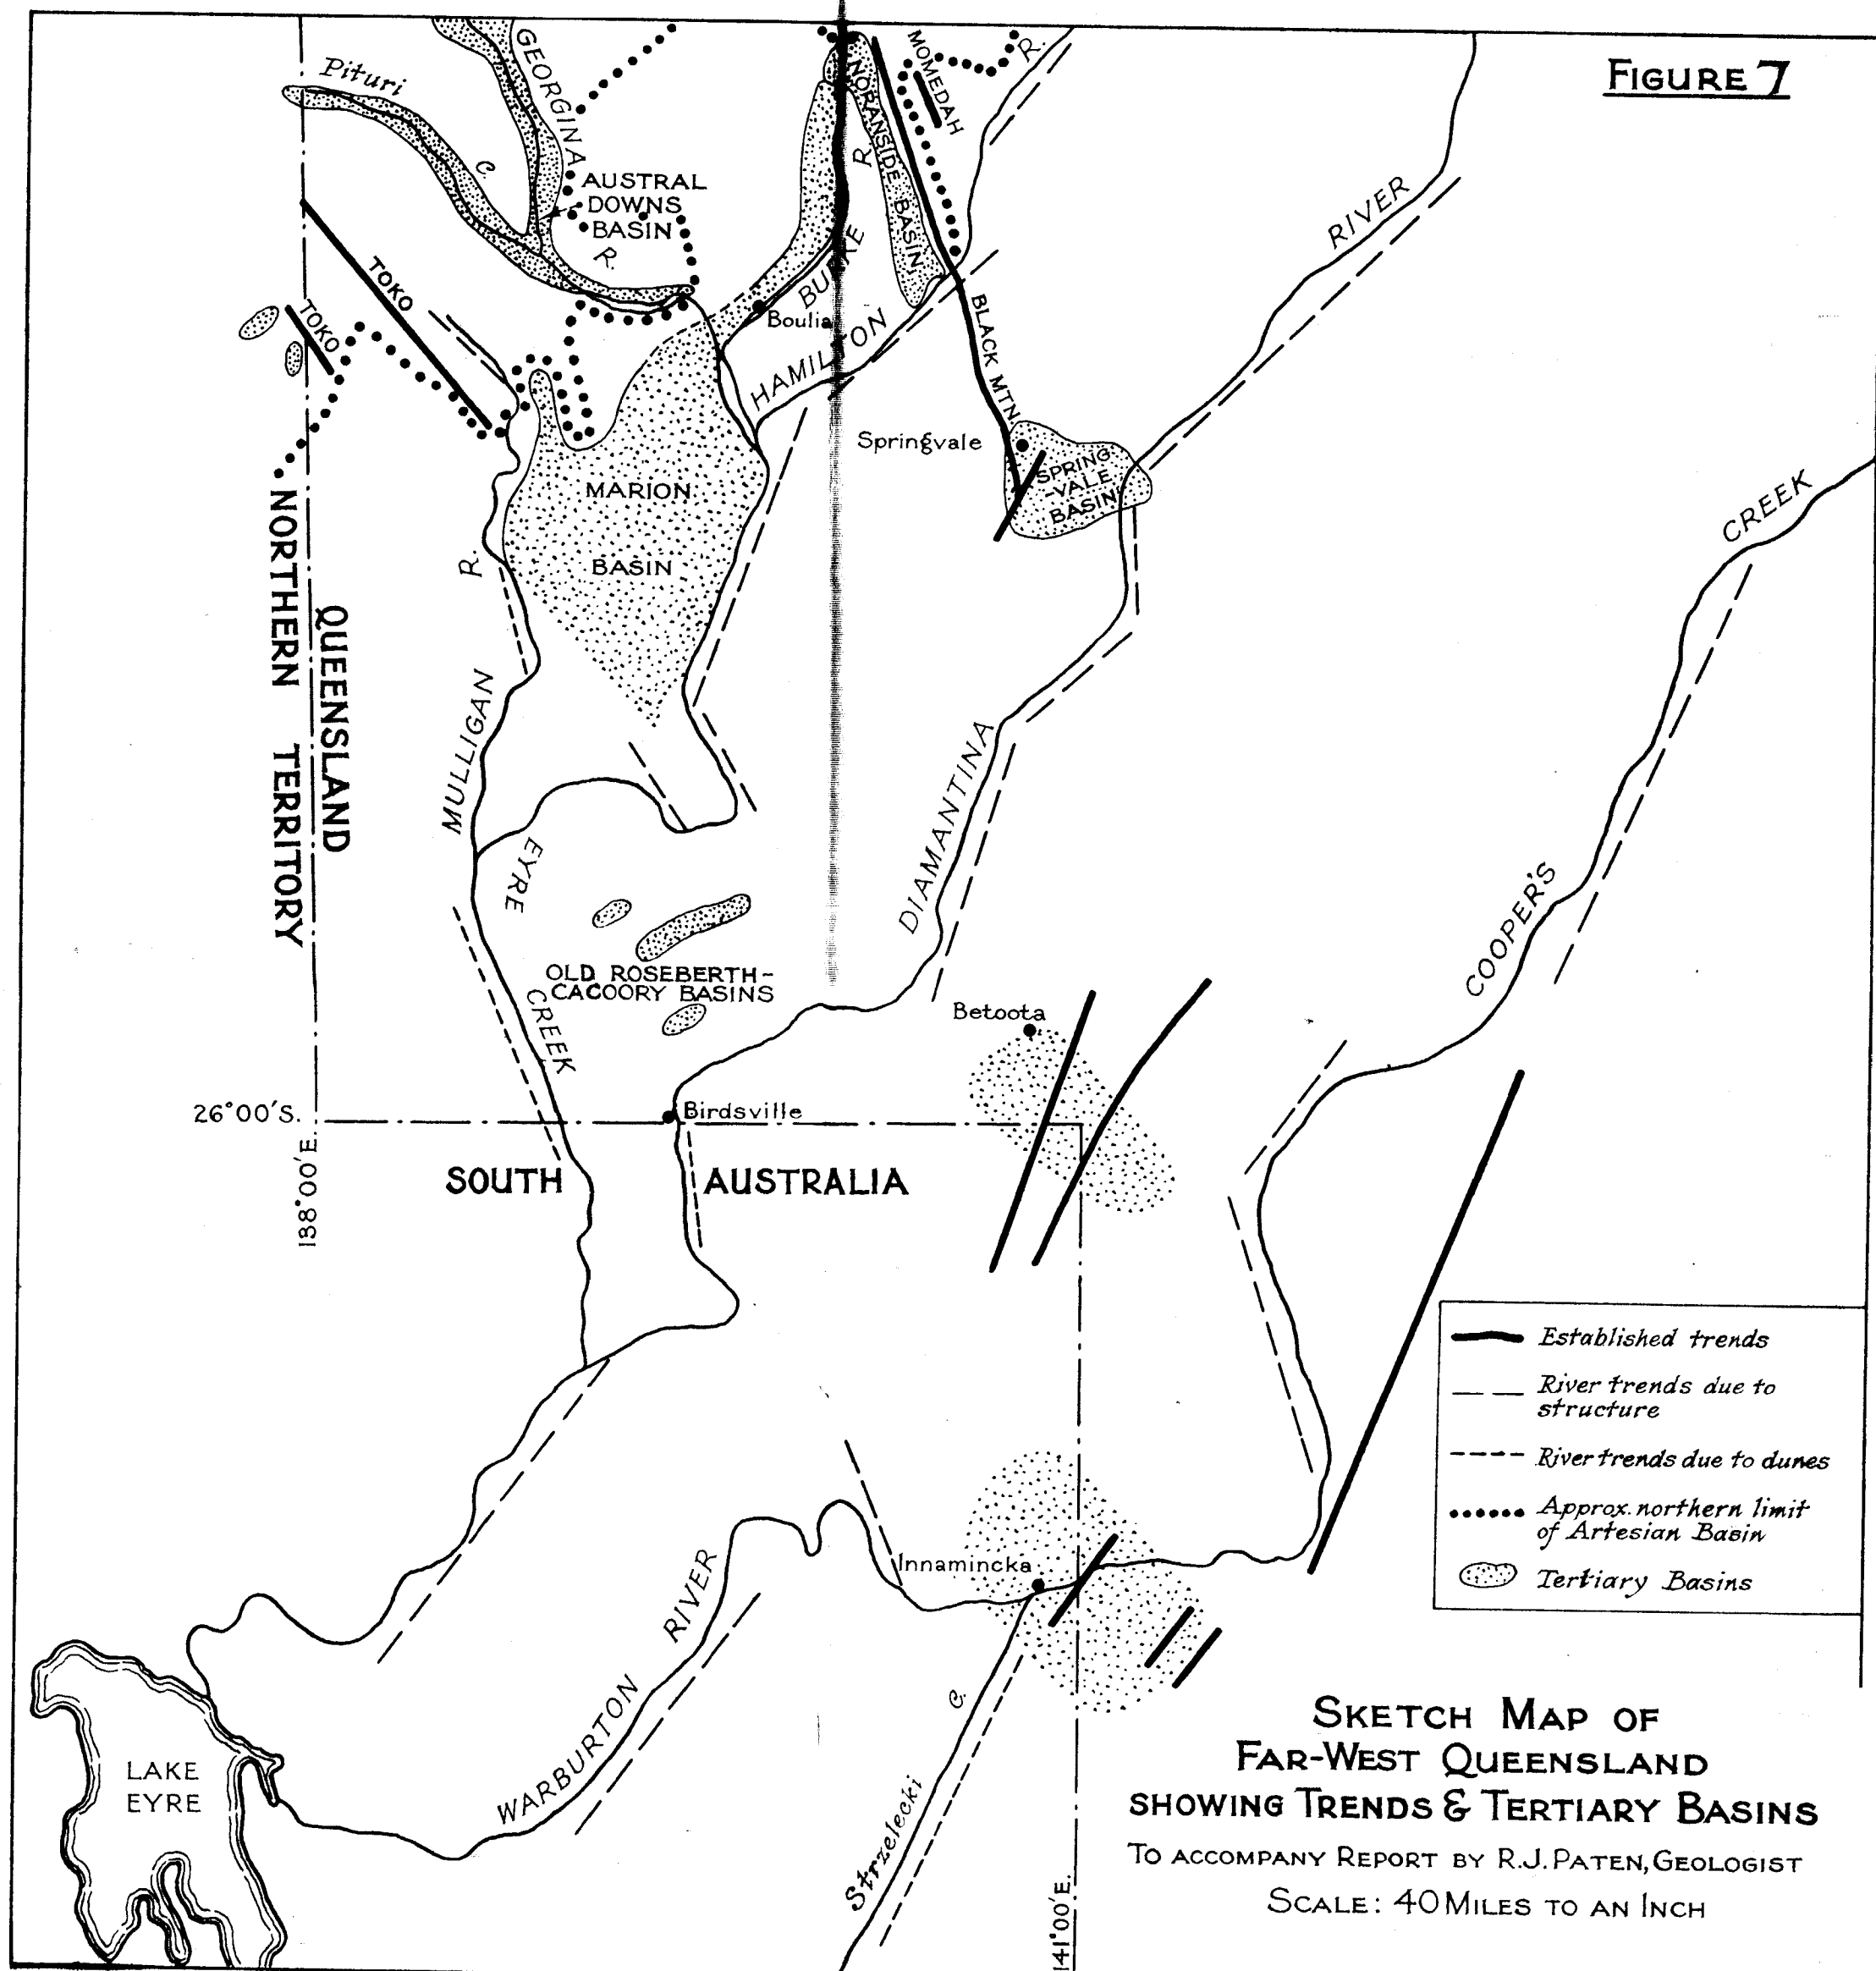 FIGURE 7
Pituri
C.
GEORGINA
R.
AUSTRAL
DOWNS
BASIN
NORANSIDE BASIN
MOMEDAH
R.
R.
BURKE
Boulia
HAMILTON
BLACK MTN
RIVER
TOKO
TOKO
Springvale
SPRING
-VALE
BASIN
MARION
BASIN
CREEK
R.
MULLIGAN
NORTHERN TERRITORY
QUEENSLAND
DIAMANTINA
COOPER'S
EYRE
CREEK
OLD ROSEBERTH-
CACOORY BASINS
Betoota
26°00'S.
Birdsville
188°00'E.
SOUTH AUSTRALIA
Established trends
River trends due to
structure
River trends due to dunes
Approx. northern limit
of Artesian Basin
Tertiary Basins
Innamincka
WARBURTON RIVER
Strzelecki C.
LAKE
EYRE
141°00'E.
SKETCH MAP OF
FAR-WEST QUEENSLAND
SHOWING TRENDS & TERTIARY BASINS
TO ACCOMPANY REPORT BY R.J. PATEN, GEOLOGIST
SCALE: 40 MILES TO AN INCH